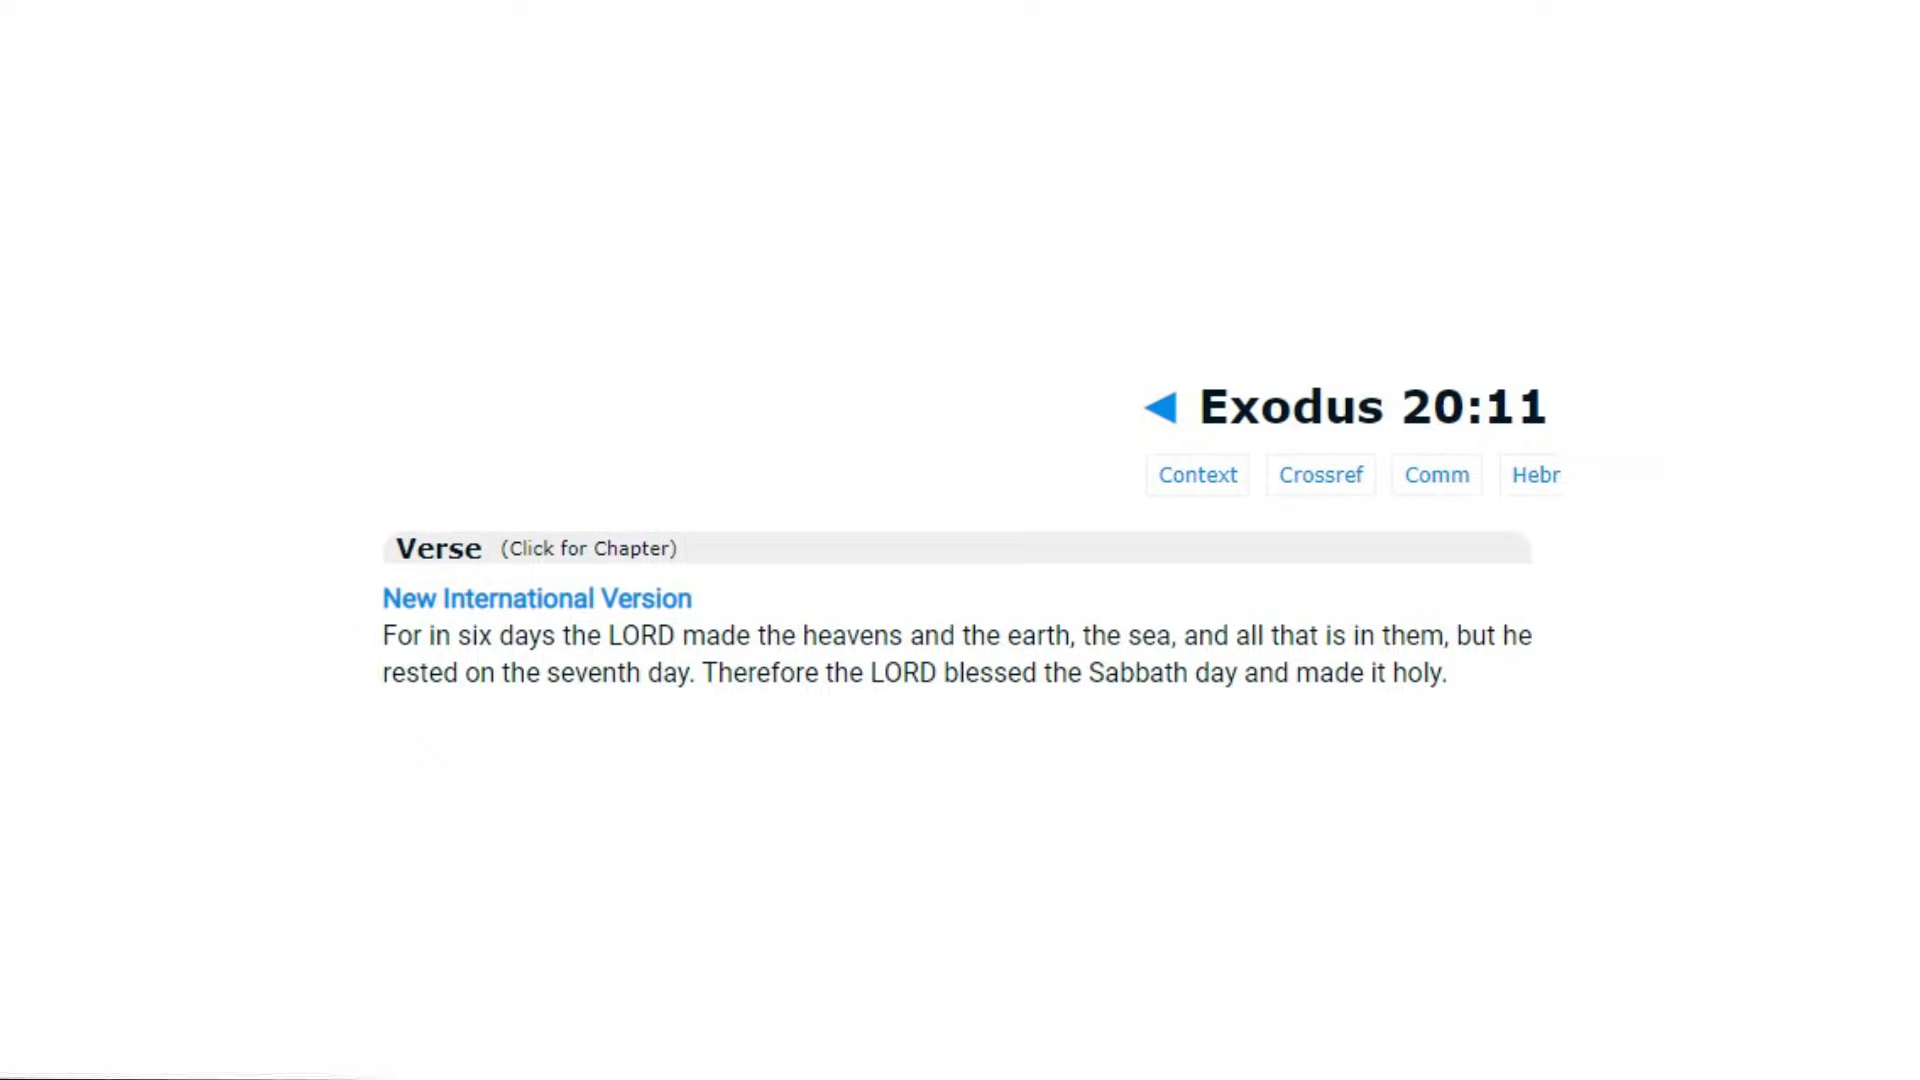 ◀ Exodus 20:11
Context Crossref Comm Hebr
Verse (Click for Chapter)
New International Version
For in six days the LORD made the heavens and the earth, the sea, and all that is in them, but he
rested on the seventh day. Therefore the LORD blessed the Sabbath day and made it holy.